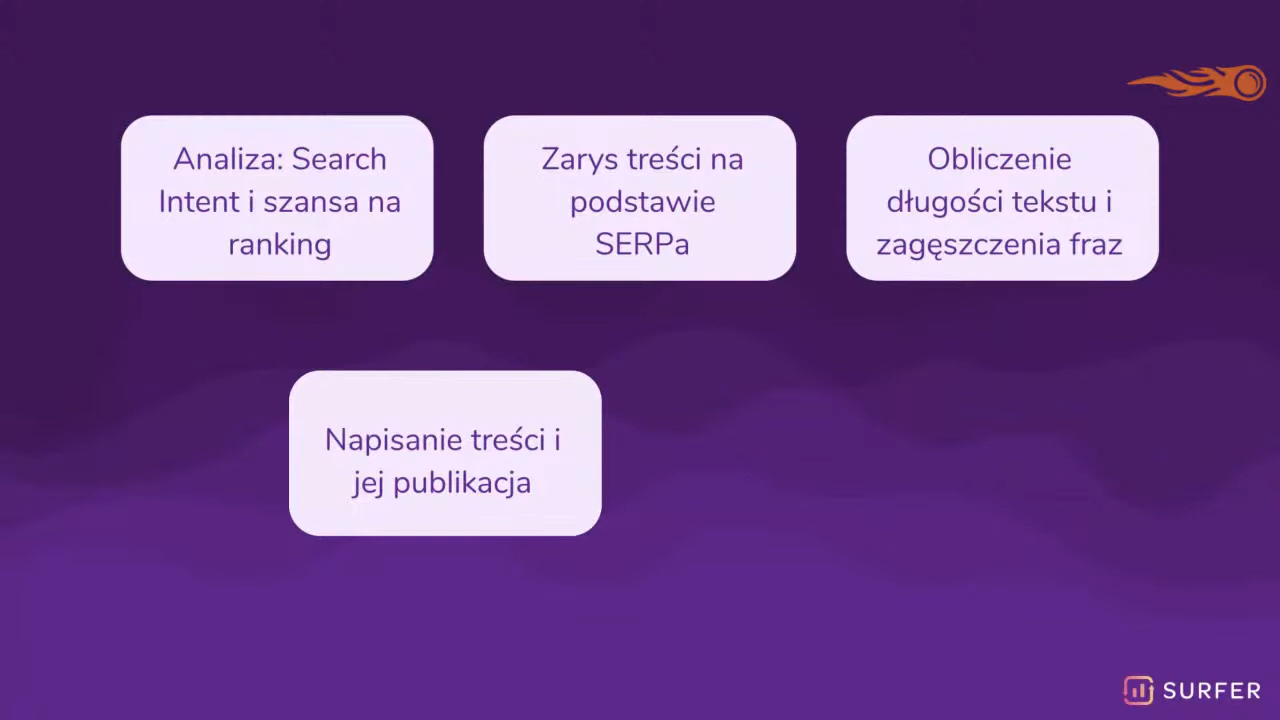 Analiza: Search
Intent i szansa na
ranking
Zarys treści na
podstawie
SERPa
Obliczenie
długości tekstu i
zagęszczenia fraz
Napisanie treści i
jej publikacja
SURFER